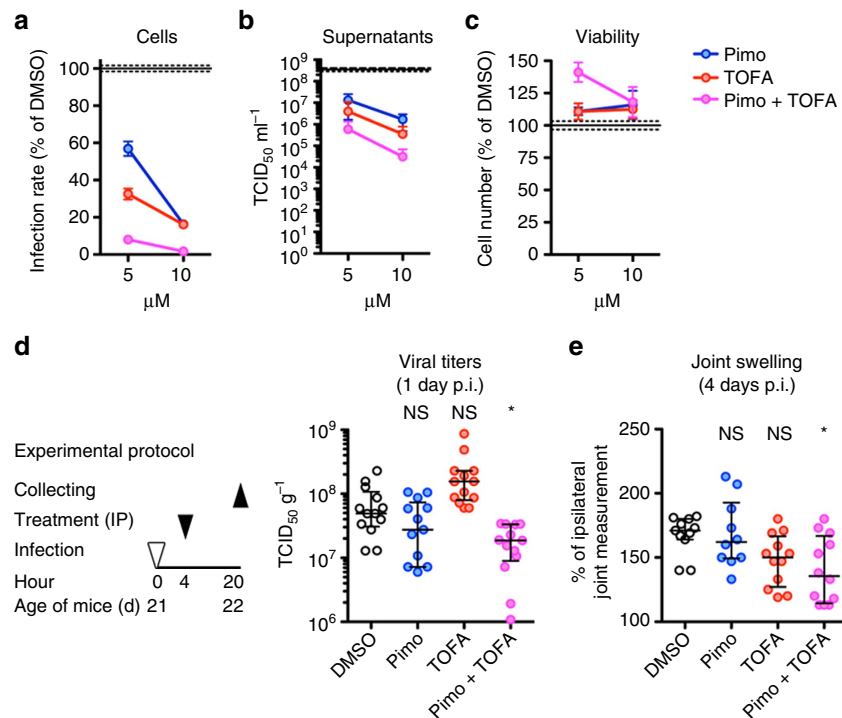 a
Cells
Infection rate (% of DMSO)
100
80
60
40
20
0
5 10
μM
b
Supernatants
TCID50 ml−1
10^9
10^8
10^7
10^6
10^5
10^4
10^3
10^2
10^1
10^0
5 10
μM
c
Viability
Cell number (% of DMSO)
150
125
100
75
50
25
0
5 10
μM
Pimo
TOFA
Pimo + TOFA
d
Experimental protocol
Collecting
Treatment (IP)
Infection
Hour 0 4 20
Age of mice (d) 21 22
Viral titers
(1 day p.i.)
NS NS *
TCID50 g−1
10^9
10^8
10^7
10^6
DMSO
Pimo
TOFA
Pimo + TOFA
e
Joint swelling
(4 days p.i.)
NS NS *
% of ipsilateral
joint measurement
250
200
150
100
DMSO
Pimo
TOFA
Pimo + TOFA